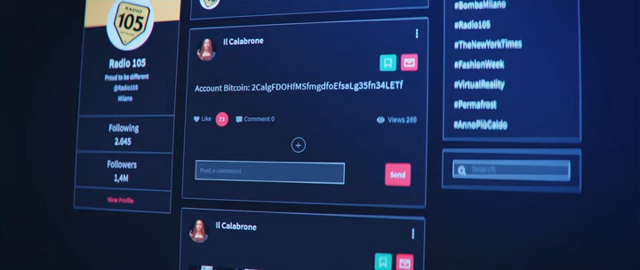 RADIO
105
Radio 105
Proud to be different
@Radio105
Milano
Following
2.645
Followers
1,4M
View Profile
Il Calabrone
Account Bitcoin: 2CalgFDOHfMSfmgdfoEfsaLg35fn34LETf
Like
73
Comment 0
Views 269
Post a comment
Send
Il Calabrone
#BombaMilano
#Radio105
#TheNewYorkTimes
#FashionWeek
#VirtualReality
#Permafrost
#AnnoPiùCaldo
Search